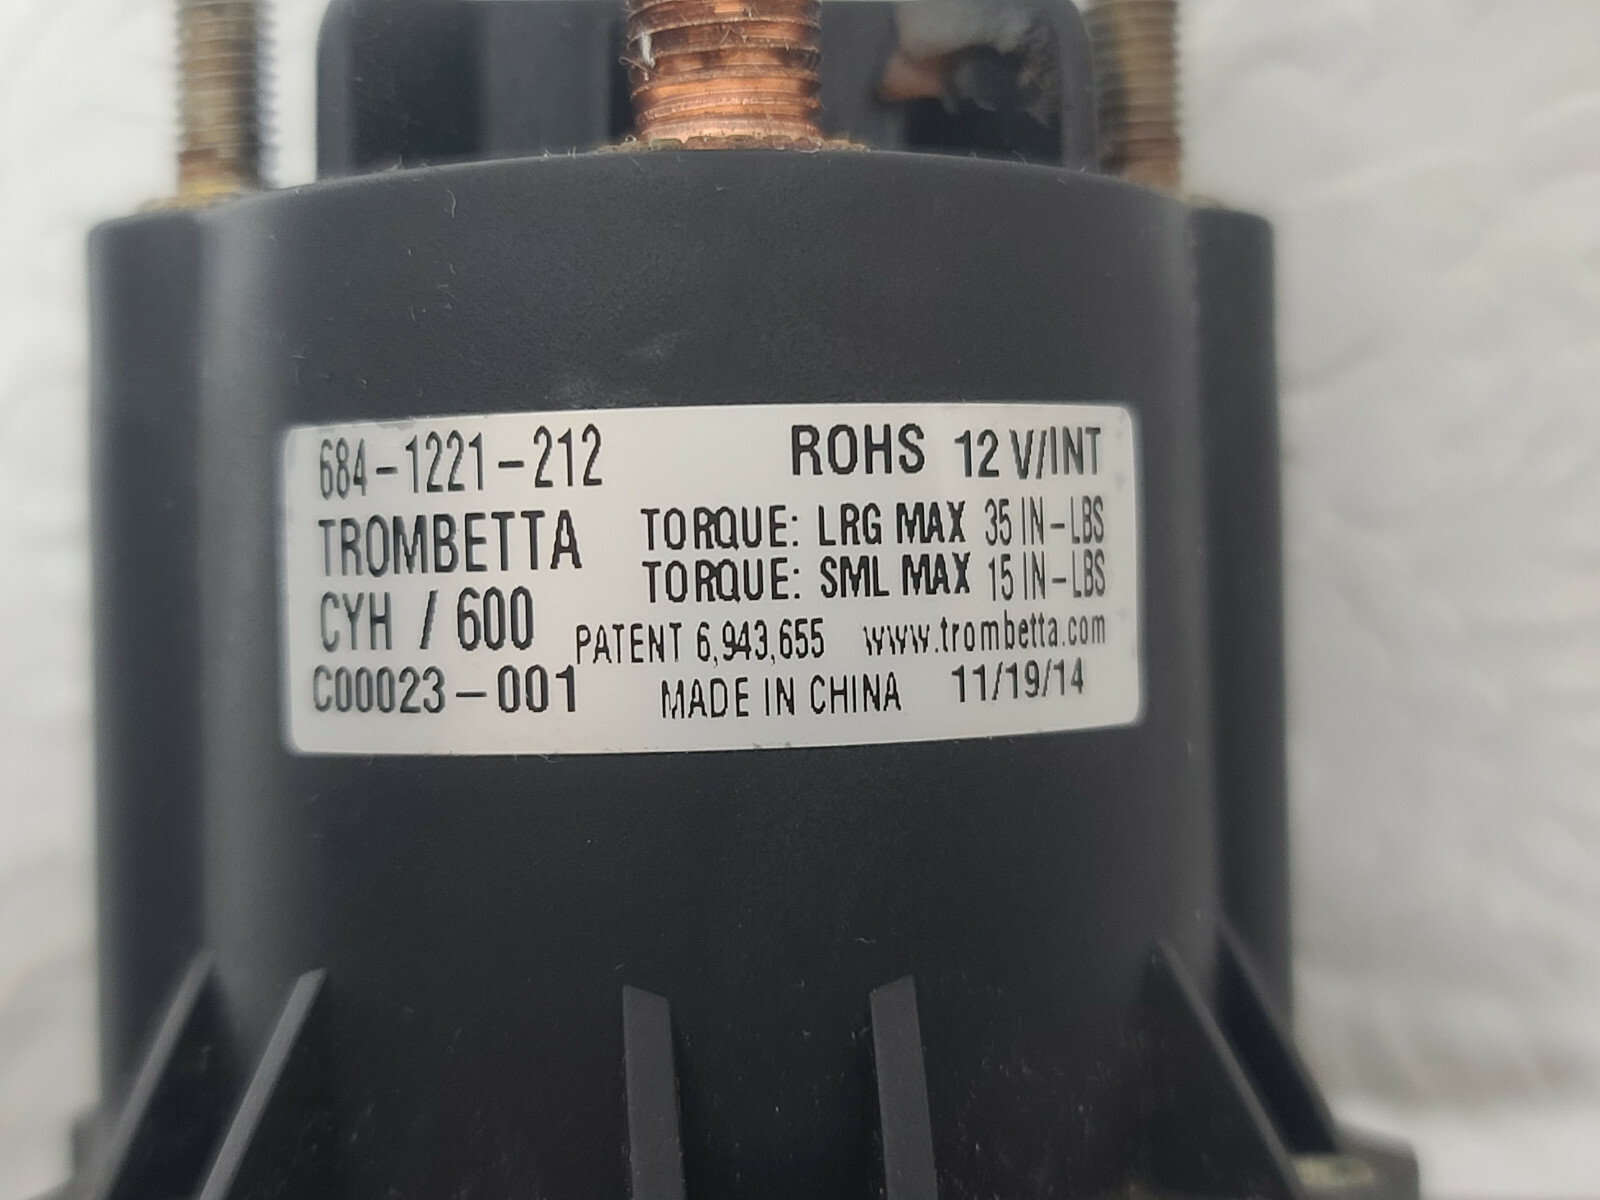 684-1221-212 ROHS 12 V/INT
TROMBETTA TORQUE: LRG MAX 35 IN-LBS
TORQUE: SML MAX 15 IN-LBS
CYH / 600 PATENT 6,943,655 www.trombetta.com
C00023-001 MADE IN CHINA 11/19/14